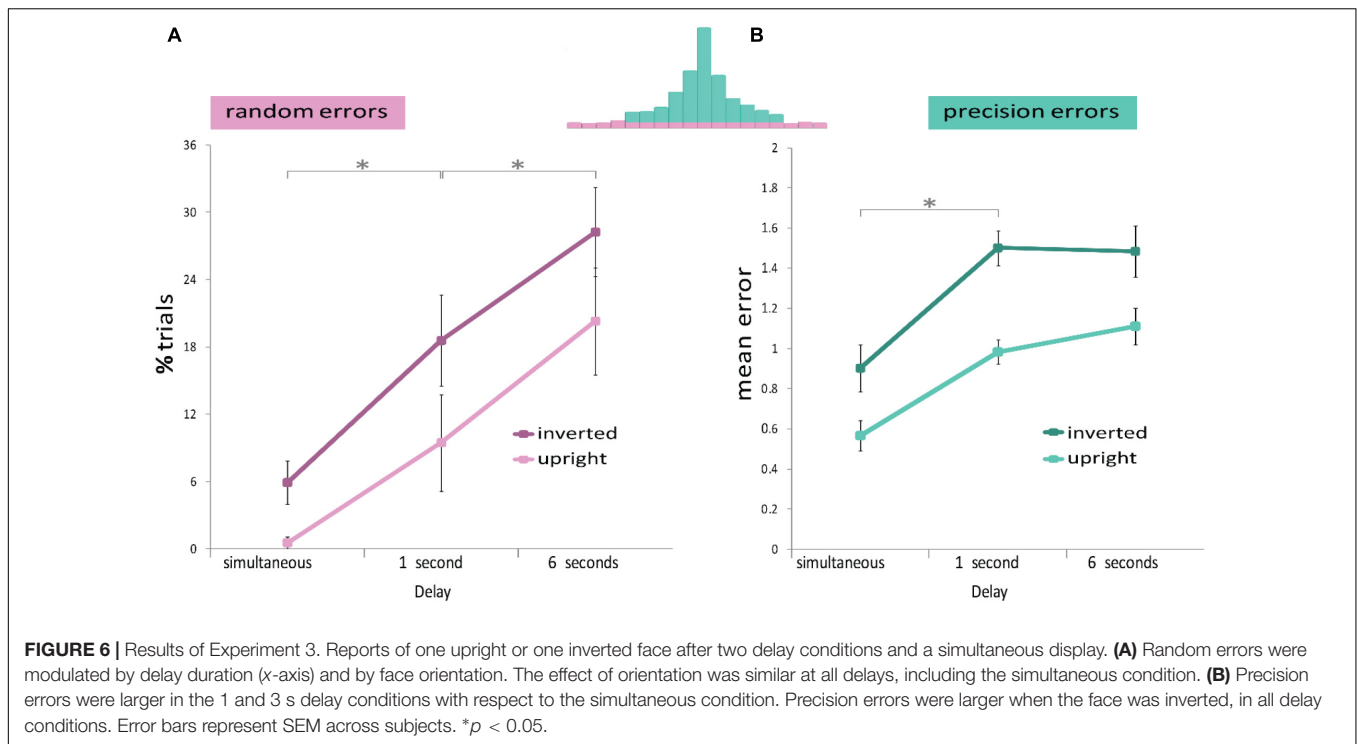 A
B
random errors
precision errors
36
30
24
18
12
6
0
% trials
*
*
inverted
upright
simultaneous
1 second
6 seconds
Delay
2
1.8
1.6
1.4
1.2
1
0.8
0.6
0.4
0.2
0
mean error
*
inverted
upright
simultaneous
1 second
6 seconds
Delay
FIGURE 6 | Results of Experiment 3. Reports of one upright or one inverted face after two delay conditions and a simultaneous display. (A) Random errors were
modulated by delay duration (x-axis) and by face orientation. The effect of orientation was similar at all delays, including the simultaneous condition. (B) Precision
errors were larger in the 1 and 3 s delay conditions with respect to the simultaneous condition. Precision errors were larger when the face was inverted, in all delay
conditions. Error bars represent SEM across subjects. *p < 0.05.